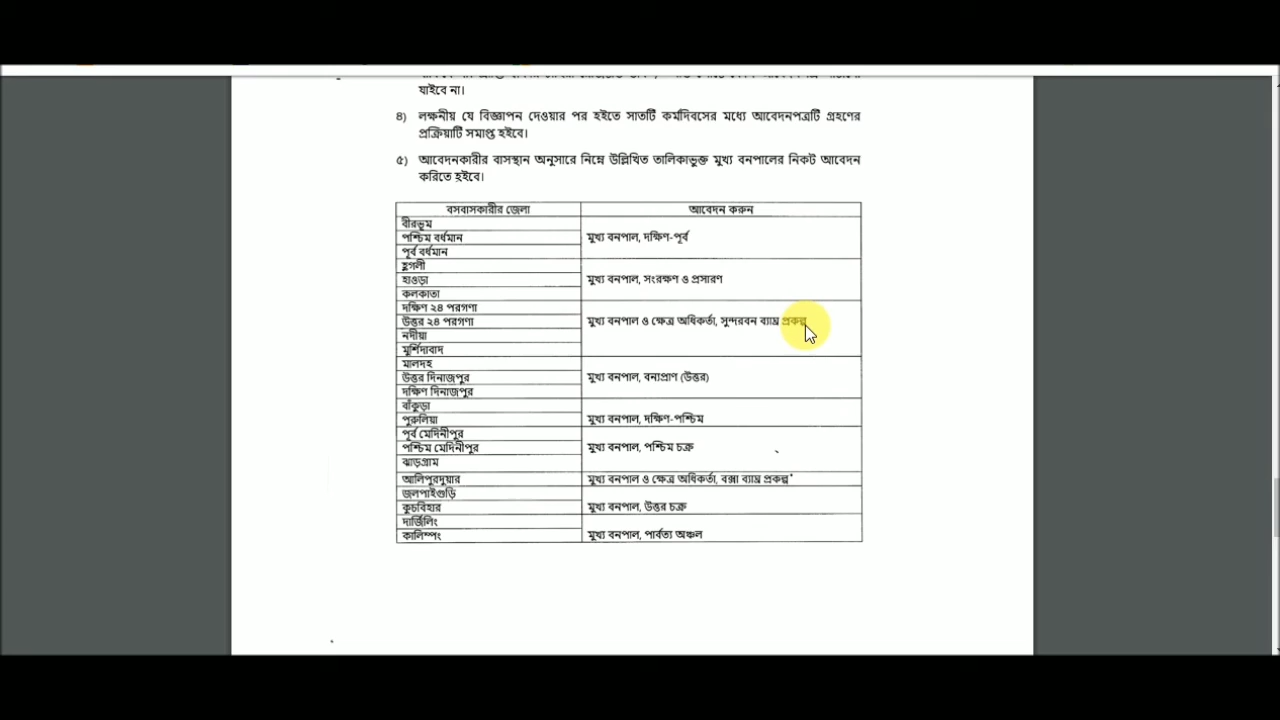 যাইবে না।
৪) লক্ষনীয় যে বিজ্ঞাপন দেওয়ার পর হইতে সাতটি কর্মদিবসের মধ্যে আবেদনপত্রটি গ্রহণের
প্রক্রিয়াটি সমাপ্ত হইবে।
৫) আবেদনকারীর বাসস্থান অনুসারে নিম্নে উল্লিখিত তালিকাভুক্ত মুখ্য বনপালের নিকট আবেদন
করিতে হইবে।
বসবাসকারীর জেলা আবেদন করুন
বীরভূম
পশ্চিম বর্ধমান মুখ্য বনপাল, দক্ষিণ-পূর্ব
পূর্ব বর্ধমান
হুগলী
হাওড়া মুখ্য বনপাল, সংরক্ষণ ও প্রসারণ
কলকাতা
দক্ষিণ ২৪ পরগণা
উত্তর ২৪ পরগণা মুখ্য বনপাল ও ক্ষেত্র অধিকর্তা, সুন্দরবন ব্যাঘ্র প্রকল্প
নদীয়া
মুর্শিদাবাদ
মালদহ
উত্তর দিনাজপুর মুখ্য বনপাল, বন্যপ্রাণ (উত্তর)
দক্ষিণ দিনাজপুর
বাঁকুড়া
পুরুলিয়া মুখ্য বনপাল, দক্ষিণ-পশ্চিম
পূর্ব মেদিনীপুর
পশ্চিম মেদিনীপুর মুখ্য বনপাল, পশ্চিম চক্র
ঝাড়গ্রাম
আলিপুরদুয়ার মুখ্য বনপাল ও ক্ষেত্র অধিকর্তা, বক্সা ব্যাঘ্র প্রকল্প
জলপাইগুড়ি
কুচবিহার মুখ্য বনপাল, উত্তর চক্র
দার্জিলিং
কালিম্পং মুখ্য বনপাল, পার্বত্য অঞ্চল